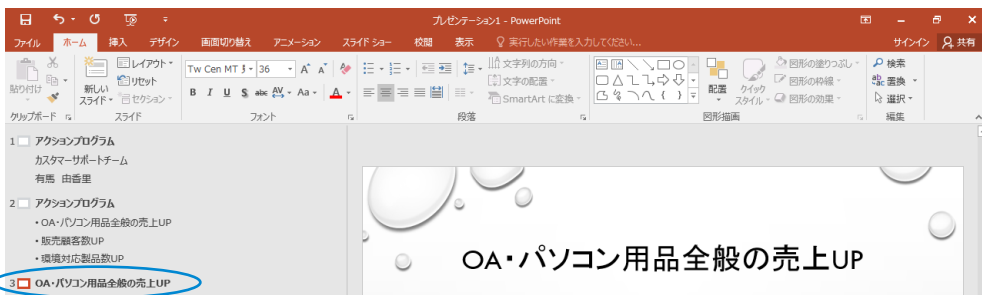 プレゼンテーション1 - PowerPoint
ファイル ホーム 挿入 デザイン 画面切り替え アニメーション スライド ショー 校閲 表示 実行したい作業を入力してください... サインイン 共有
貼り付け
新しい スライド
レイアウト
リセット
セクション
Tw Cen MT 見 36 A A
B I U S abc AV Aa A
文字列の方向
文字の配置
SmartArt に変換
配置
クイック スタイル
図形の塗りつぶし
図形の枠線
図形の効果
検索
置換
選択
クリップボード スライド フォント 段落 図形描画 編集
1 アクションプログラム
カスタマーサポートチーム
有馬 由香里
2 アクションプログラム
・OA・パソコン用品全般の売上UP
・販売顧客数UP
・環境対応製品数UP
3 OA・パソコン用品全般の売上UP
OA・パソコン用品全般の売上UP